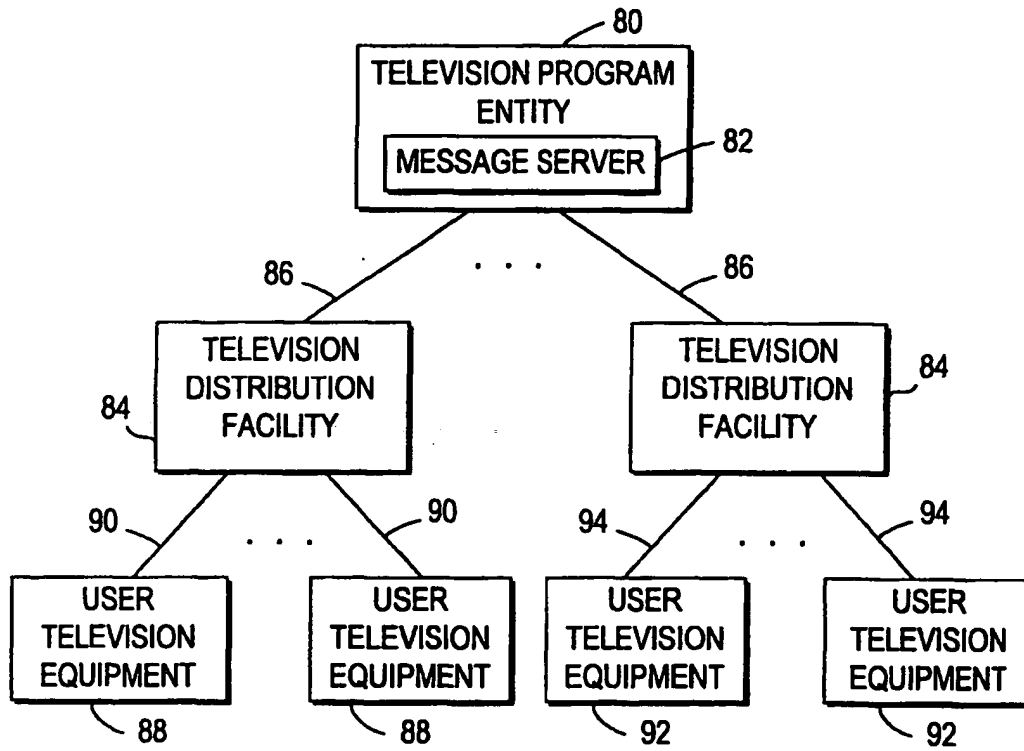 80
TELEVISION PROGRAM
ENTITY
MESSAGE SERVER
82
86
. . .
86
TELEVISION
DISTRIBUTION
FACILITY
84
TELEVISION
DISTRIBUTION
FACILITY
84
90
. . .
90
94
. . .
94
USER
TELEVISION
EQUIPMENT
88
USER
TELEVISION
EQUIPMENT
88
USER
TELEVISION
EQUIPMENT
92
USER
TELEVISION
EQUIPMENT
92